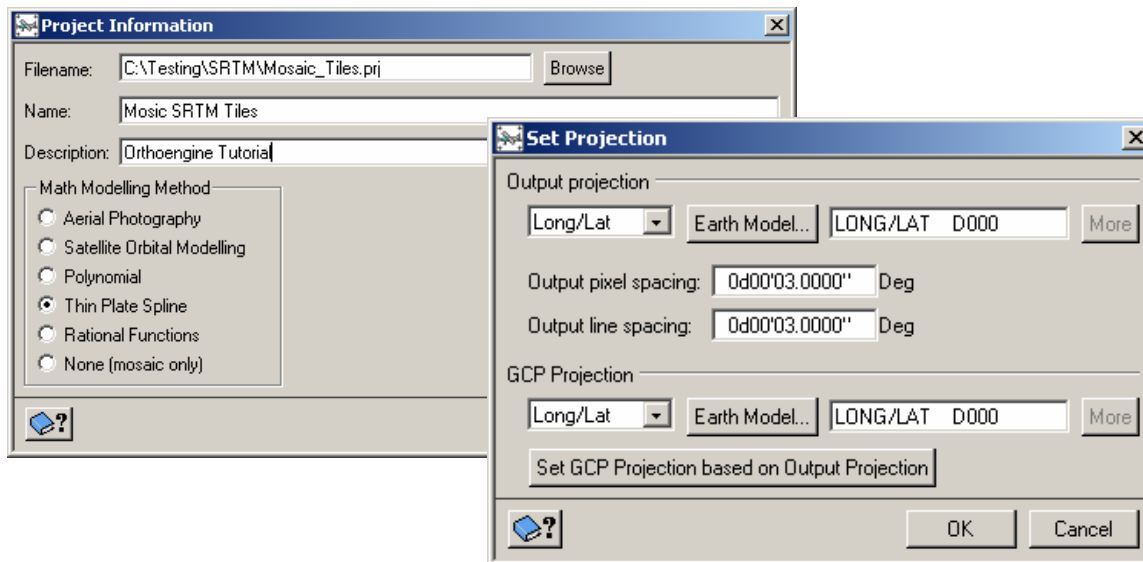 Project Information
Filename: C:\Testing\SRTM\Mosaic_Tiles.prj Browse
Name: Mosic SRTM Tiles
Description: Orthoengine Tutorial
Math Modelling Method
Aerial Photography
Satellite Orbital Modelling
Polynomial
Thin Plate Spline
Rational Functions
None (mosaic only)
?
Set Projection
Output projection
Long/Lat Earth Model... LONG/LAT D000 More
Output pixel spacing: 0d00'03.0000" Deg
Output line spacing: 0d00'03.0000" Deg
GCP Projection
Long/Lat Earth Model... LONG/LAT D000 More
Set GCP Projection based on Output Projection
? OK Cancel